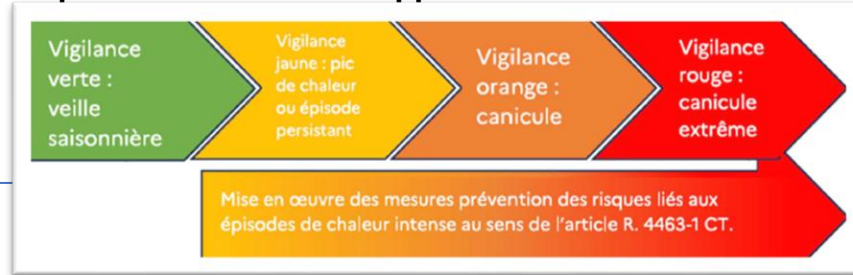 Vigilance
verte :
veille
saisonnière
Vigilance
jaune : pic
de chaleur
ou épisode
persistant
Vigilance
orange :
canicule
Vigilance
rouge :
canicule
extrême
Mise en œuvre des mesures prévention des risques liés aux
épisodes de chaleur intense au sens de l'article R. 4463-1 CT.